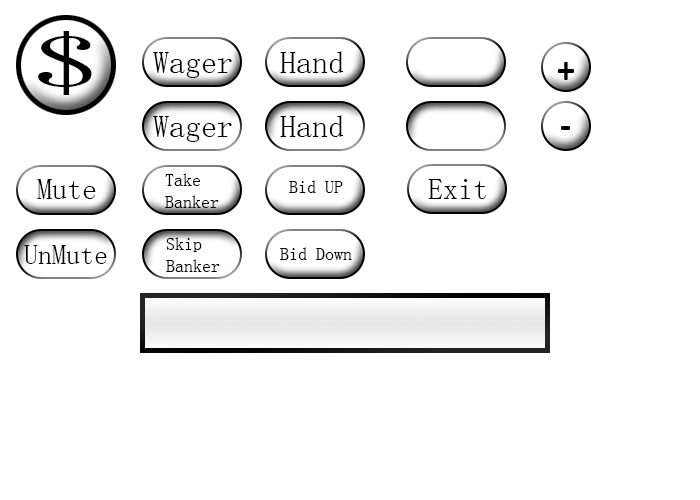 $
Wager
Hand
+
Wager
Hand
-
Mute
Take
Banker
Bid UP
Exit
UnMute
Skip
Banker
Bid Down